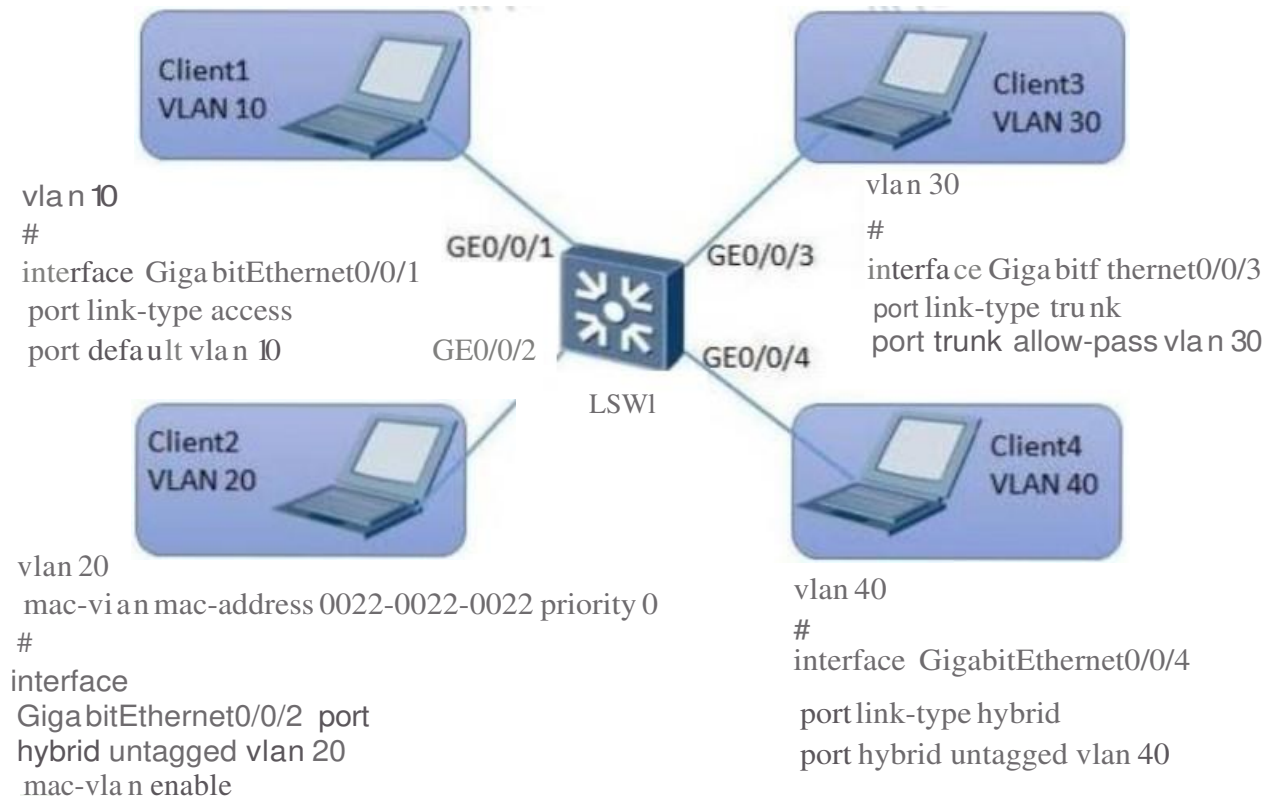 Client1
VLAN 10
Client3
VLAN 30
vlan 10
#
interface GigabitEthernet0/0/1
port link-type access
port default vlan 10
vlan 30
#
interface Gigabitf thernet0/0/3
port link-type trunk
port trunk allow-pass vlan 30
GE0/0/1
GE0/0/3
GE0/0/2
GE0/0/4
LSWl
Client2
VLAN 20
Client4
VLAN 40
vlan 20
mac-vian mac-address 0022-0022-0022 priority 0
#
interface
GigabitEthernet0/0/2 port
hybrid untagged vlan 20
mac-vlan enable
vlan 40
#
interface GigabitEthernet0/0/4
port link-type hybrid
port hybrid untagged vlan 40